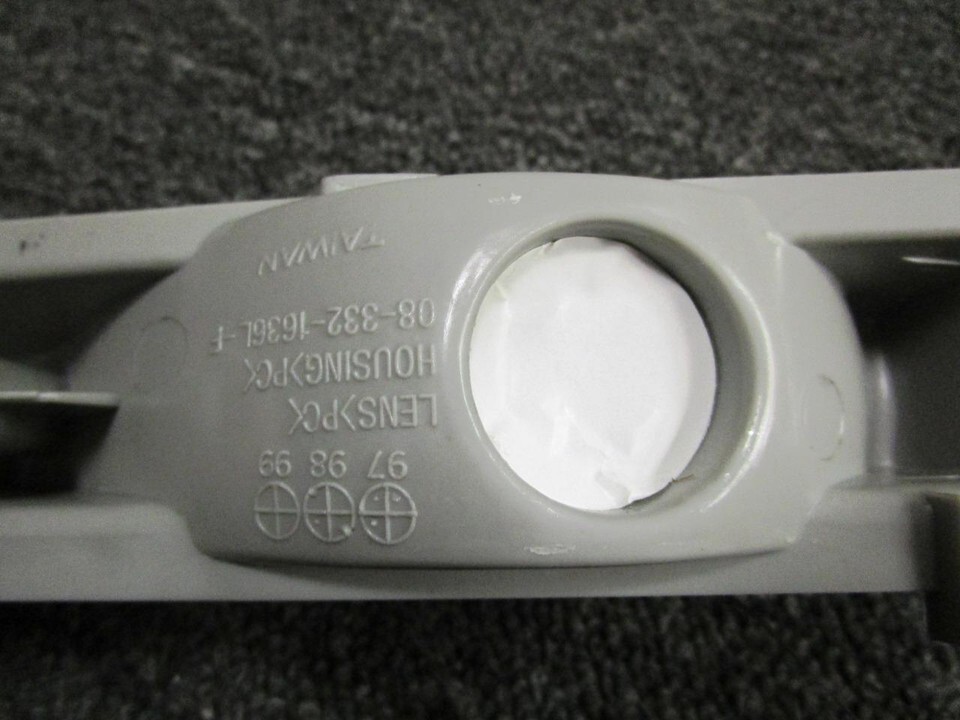 97 98 99
LENS>PC<
HOUSING>PC<
08-332-1636L-F
TAIWAN